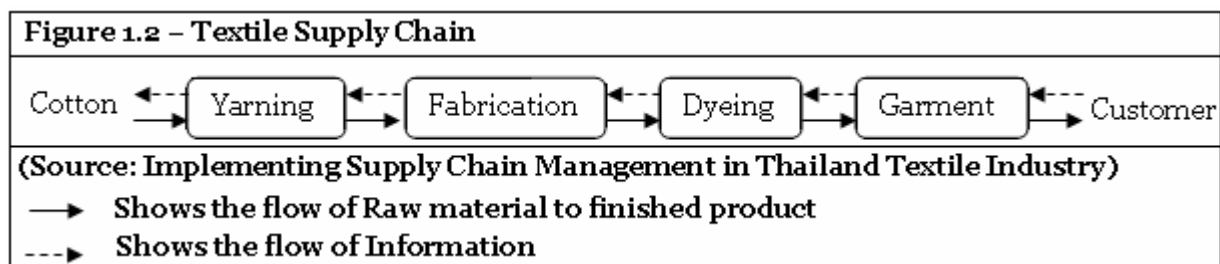 Figure 1.2 – Textile Supply Chain
Cotton Yarning Fabrication Dyeing Garment Customer
(Source: Implementing Supply Chain Management in Thailand Textile Industry)
Shows the flow of Raw material to finished product
Shows the flow of Information